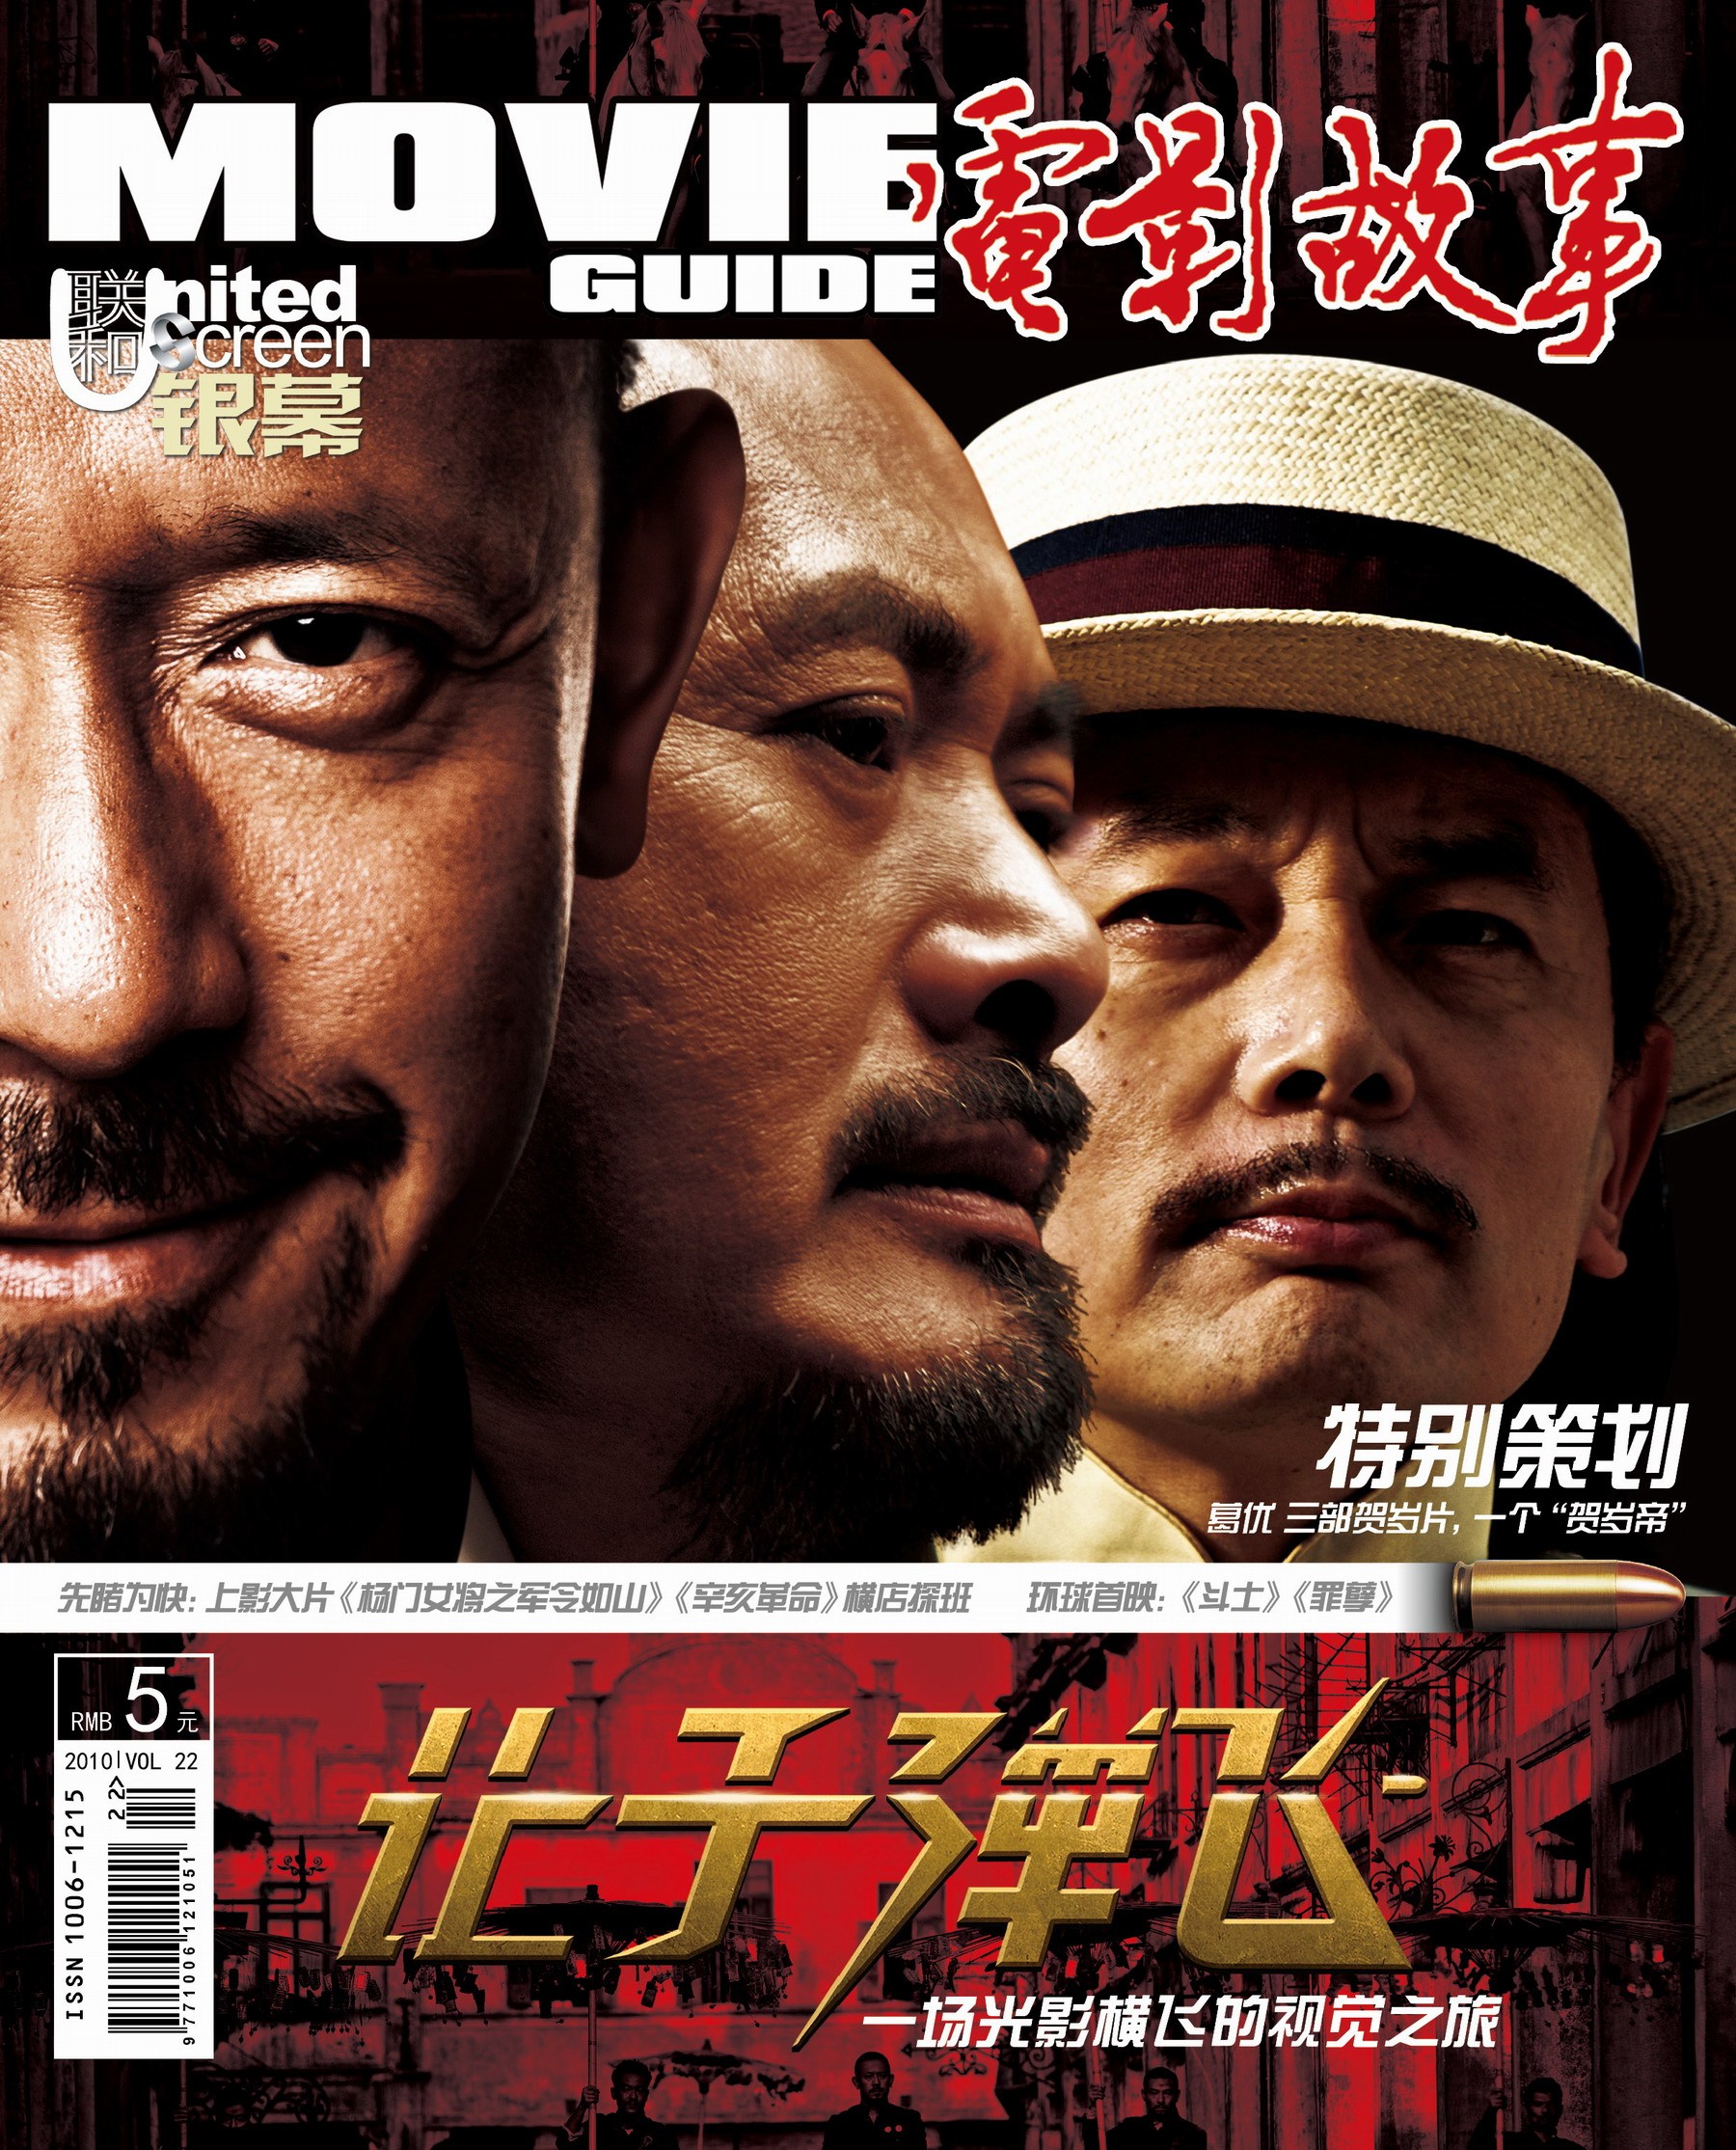 MOVIE
GUIDE
電影故事
联和
United
Screen
银幕
特别策划
葛优 三部贺岁片，一个“贺岁帝”
先睹为快：上影大片《杨门女将之军令如山》《辛亥革命》横店探班 环球首映：《斗士》《罪孽》
RMB 5 元
2010|VOL 22
22>
ISSN 1006-1215
9 771006 121051
让子弹飞
一场光影横飞的视觉之旅